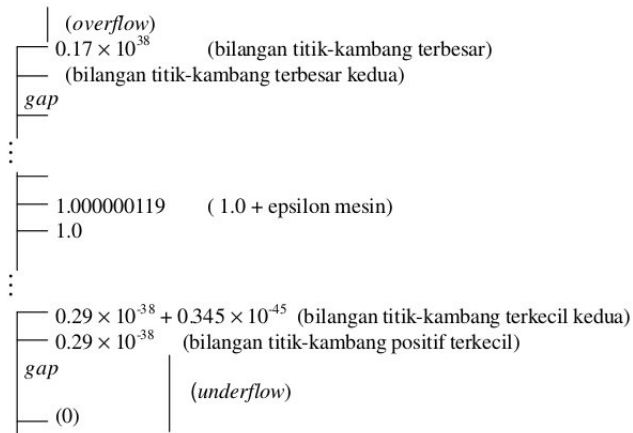 (overflow)
0.17 × 10³⁸ (bilangan titik-kambang terbesar)
(bilangan titik-kambang terbesar kedua)
gap
⋮
1.000000119 ( 1.0 + epsilon mesin)
1.0
⋮
0.29 × 10⁻³⁸ + 0.345 × 10⁻⁴⁵ (bilangan titik-kambang terkecil kedua)
0.29 × 10⁻³⁸ (bilangan titik-kambang positif terkecil)
gap
(underflow)
(0)